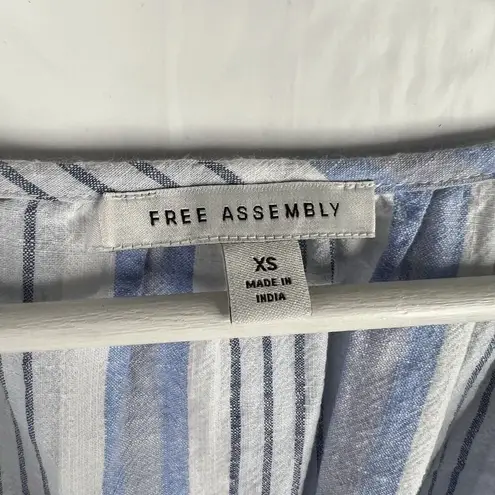 FREE ASSEMBLY
XS
MADE IN
INDIA